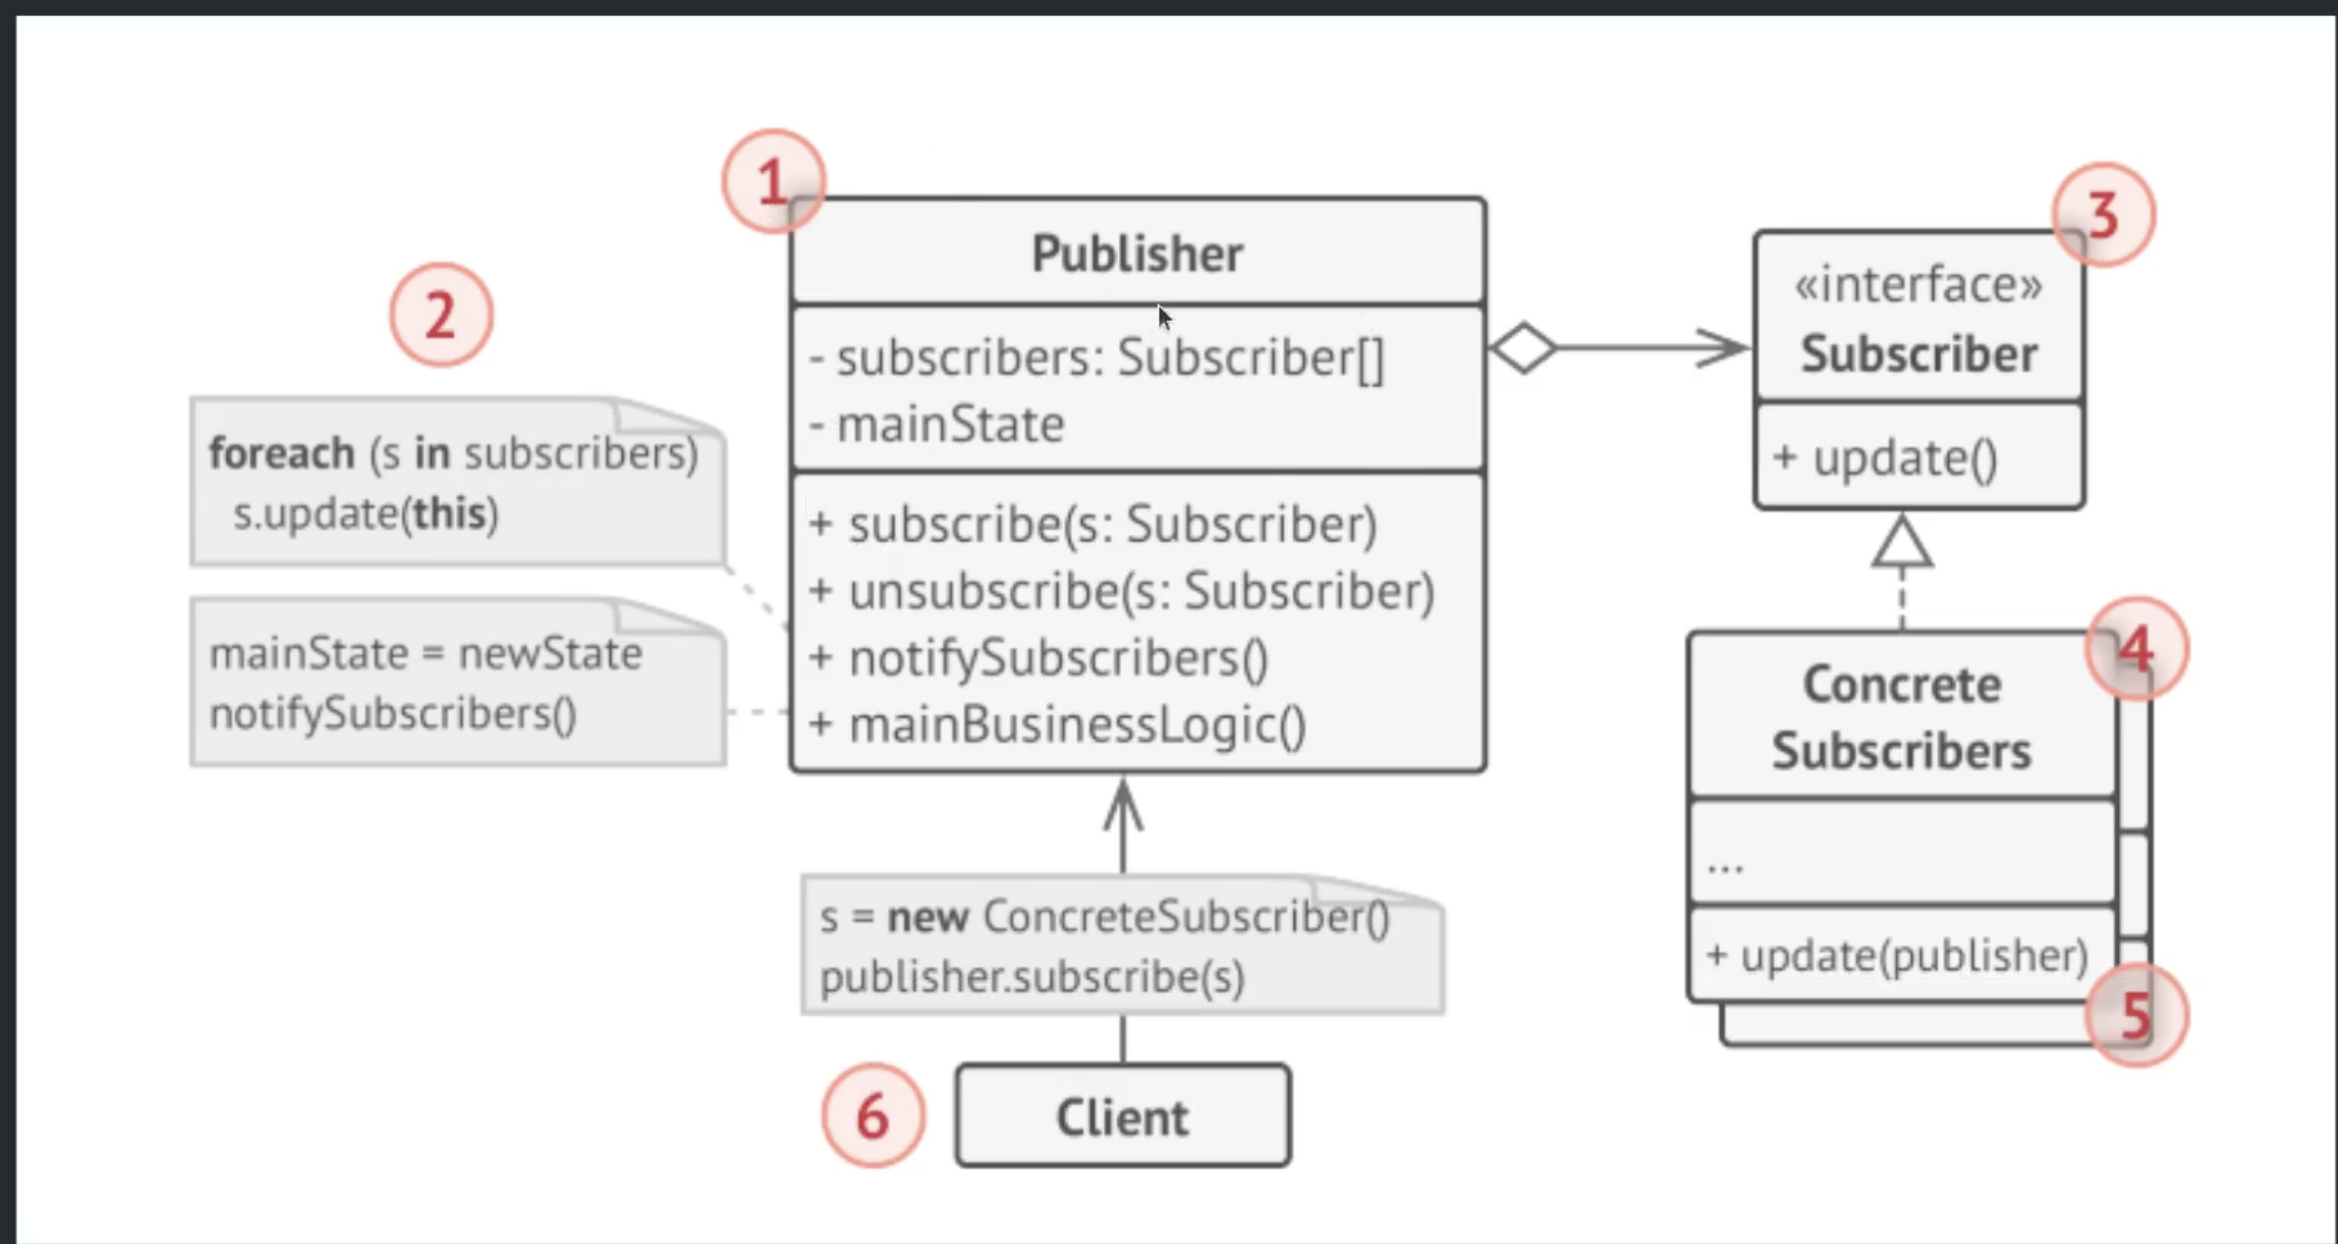 1
Publisher
- subscribers: Subscriber[]
- mainState
+ subscribe(s: Subscriber)
+ unsubscribe(s: Subscriber)
+ notifySubscribers()
+ mainBusinessLogic()
2
foreach (s in subscribers)
s.update(this)
mainState = newState
notifySubscribers()
3
«interface»
Subscriber
+ update()
4
Concrete
Subscribers
...
+ update(publisher)
5
s = new ConcreteSubscriber()
publisher.subscribe(s)
6
Client